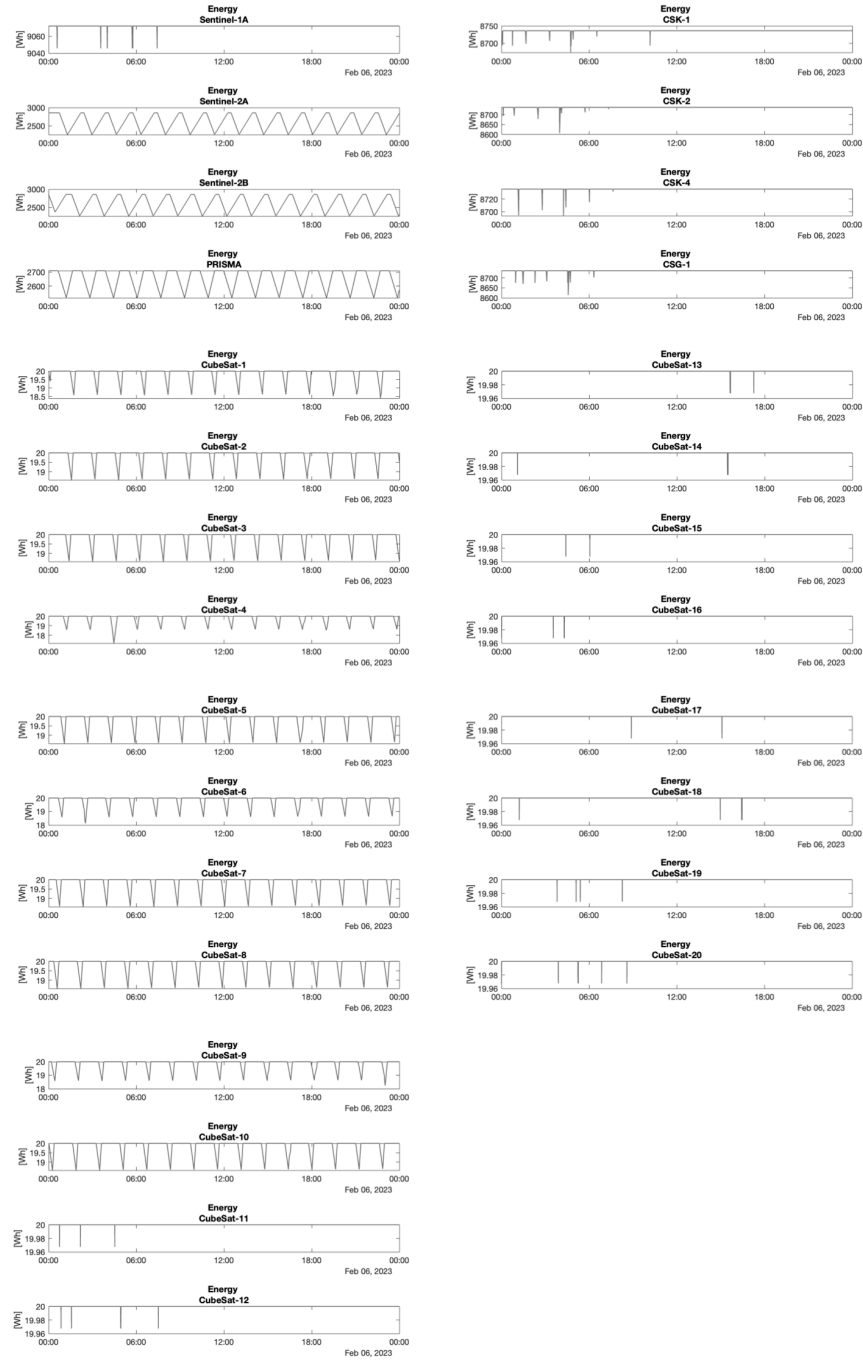 Energy
Sentinel-1A
[Wh]
9060
9040
00:00 06:00 12:00 18:00 00:00
Feb 06, 2023
Energy
Sentinel-2A
[Wh]
3000
2500
00:00 06:00 12:00 18:00 00:00
Feb 06, 2023
Energy
Sentinel-2B
[Wh]
3000
2500
00:00 06:00 12:00 18:00 00:00
Feb 06, 2023
Energy
PRISMA
[Wh]
2700
2600
00:00 06:00 12:00 18:00 00:00
Feb 06, 2023
Energy
CubeSat-1
[Wh]
20
19.5
19
18.5
00:00 06:00 12:00 18:00 00:00
Feb 06, 2023
Energy
CubeSat-2
[Wh]
20
19.5
19
00:00 06:00 12:00 18:00 00:00
Feb 06, 2023
Energy
CubeSat-3
[Wh]
20
19.5
19
00:00 06:00 12:00 18:00 00:00
Feb 06, 2023
Energy
CubeSat-4
[Wh]
20
19
18
00:00 06:00 12:00 18:00 00:00
Feb 06, 2023
Energy
CubeSat-5
[Wh]
20
19.5
19
00:00 06:00 12:00 18:00 00:00
Feb 06, 2023
Energy
CubeSat-6
[Wh]
20
19
18
00:00 06:00 12:00 18:00 00:00
Feb 06, 2023
Energy
CubeSat-7
[Wh]
20
19.5
19
00:00 06:00 12:00 18:00 00:00
Feb 06, 2023
Energy
CubeSat-8
[Wh]
20
19.5
19
00:00 06:00 12:00 18:00 00:00
Feb 06, 2023
Energy
CubeSat-9
[Wh]
20
19
18
00:00 06:00 12:00 18:00 00:00
Feb 06, 2023
Energy
CubeSat-10
[Wh]
20
19.5
19
00:00 06:00 12:00 18:00 00:00
Feb 06, 2023
Energy
CubeSat-11
[Wh]
20
19.98
19.96
00:00 06:00 12:00 18:00 00:00
Feb 06, 2023
Energy
CubeSat-12
[Wh]
20
19.98
19.96
00:00 06:00 12:00 18:00 00:00
Feb 06, 2023
Energy
CSK-1
[Wh]
8750
8700
00:00 06:00 12:00 18:00 00:00
Feb 06, 2023
Energy
CSK-2
[Wh]
8700
8650
8600
00:00 06:00 12:00 18:00 00:00
Feb 06, 2023
Energy
CSK-4
[Wh]
8720
8700
00:00 06:00 12:00 18:00 00:00
Feb 06, 2023
Energy
CSG-1
[Wh]
8700
8650
8600
00:00 06:00 12:00 18:00 00:00
Feb 06, 2023
Energy
CubeSat-13
[Wh]
20
19.98
19.96
00:00 06:00 12:00 18:00 00:00
Feb 06, 2023
Energy
CubeSat-14
[Wh]
20
19.98
19.96
00:00 06:00 12:00 18:00 00:00
Feb 06, 2023
Energy
CubeSat-15
[Wh]
20
19.98
19.96
00:00 06:00 12:00 18:00 00:00
Feb 06, 2023
Energy
CubeSat-16
[Wh]
20
19.98
19.96
00:00 06:00 12:00 18:00 00:00
Feb 06, 2023
Energy
CubeSat-17
[Wh]
20
19.98
19.96
00:00 06:00 12:00 18:00 00:00
Feb 06, 2023
Energy
CubeSat-18
[Wh]
20
19.98
19.96
00:00 06:00 12:00 18:00 00:00
Feb 06, 2023
Energy
CubeSat-19
[Wh]
20
19.98
19.96
00:00 06:00 12:00 18:00 00:00
Feb 06, 2023
Energy
CubeSat-20
[Wh]
20
19.98
19.96
00:00 06:00 12:00 18:00 00:00
Feb 06, 2023